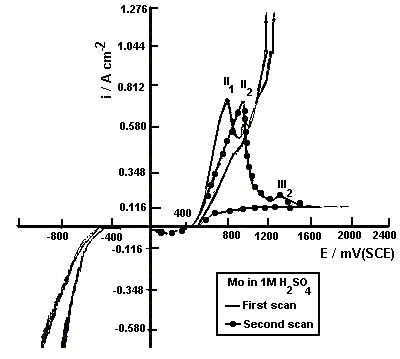 1.276
i / A cm-2
1.044
0.812
0.580
0.348
0.116
-0.116
-0.348
-0.580
II1 II2
III2
-800 -400 400 800 1200 1600 2000 2400
E / mV(SCE)
Mo in 1M H2SO4
First scan
Second scan